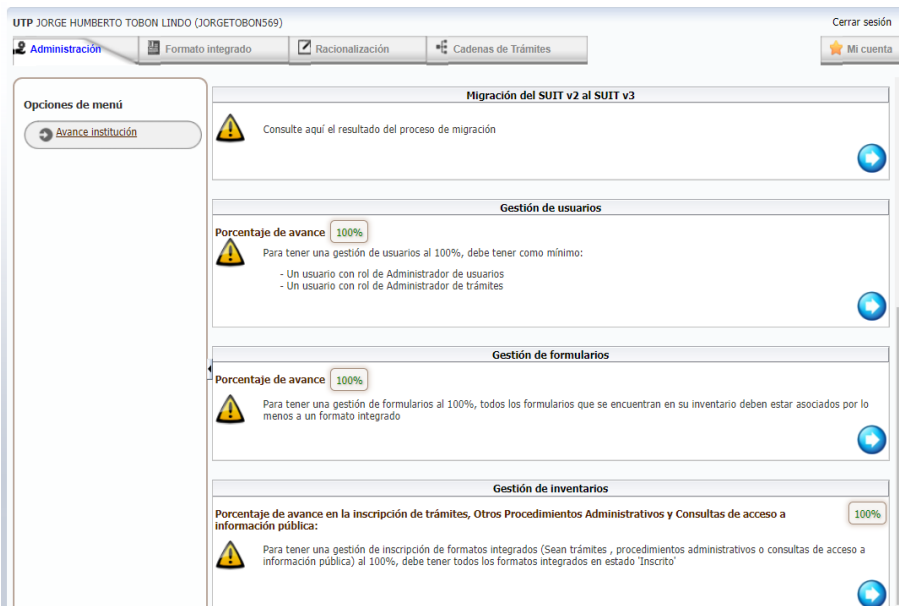 UTP JORGE HUMBERTO TOBON LINDO (JORGETOBON569)
Cerrar sesión
Administración
Formato integrado
Racionalización
Cadenas de Trámites
Mi cuenta
Opciones de menú
Avance institución
Migración del SUIT v2 al SUIT v3
Consulte aquí el resultado del proceso de migración
Gestión de usuarios
Porcentaje de avance 100%
Para tener una gestión de usuarios al 100%, debe tener como mínimo:
- Un usuario con rol de Administrador de usuarios
- Un usuario con rol de Administrador de trámites
Gestión de formularios
Porcentaje de avance 100%
Para tener una gestión de formularios al 100%, todos los formularios que se encuentran en su inventario deben estar asociados por lo
menos a un formato integrado
Gestión de inventarios
Porcentaje de avance en la inscripción de trámites, Otros Procedimientos Administrativos y Consultas de acceso a
información pública:
100%
Para tener una gestión de inscripción de formatos integrados (Sean trámites , procedimientos administrativos o consultas de acceso a
información pública) al 100%, debe tener todos los formatos integrados en estado 'Inscrito'